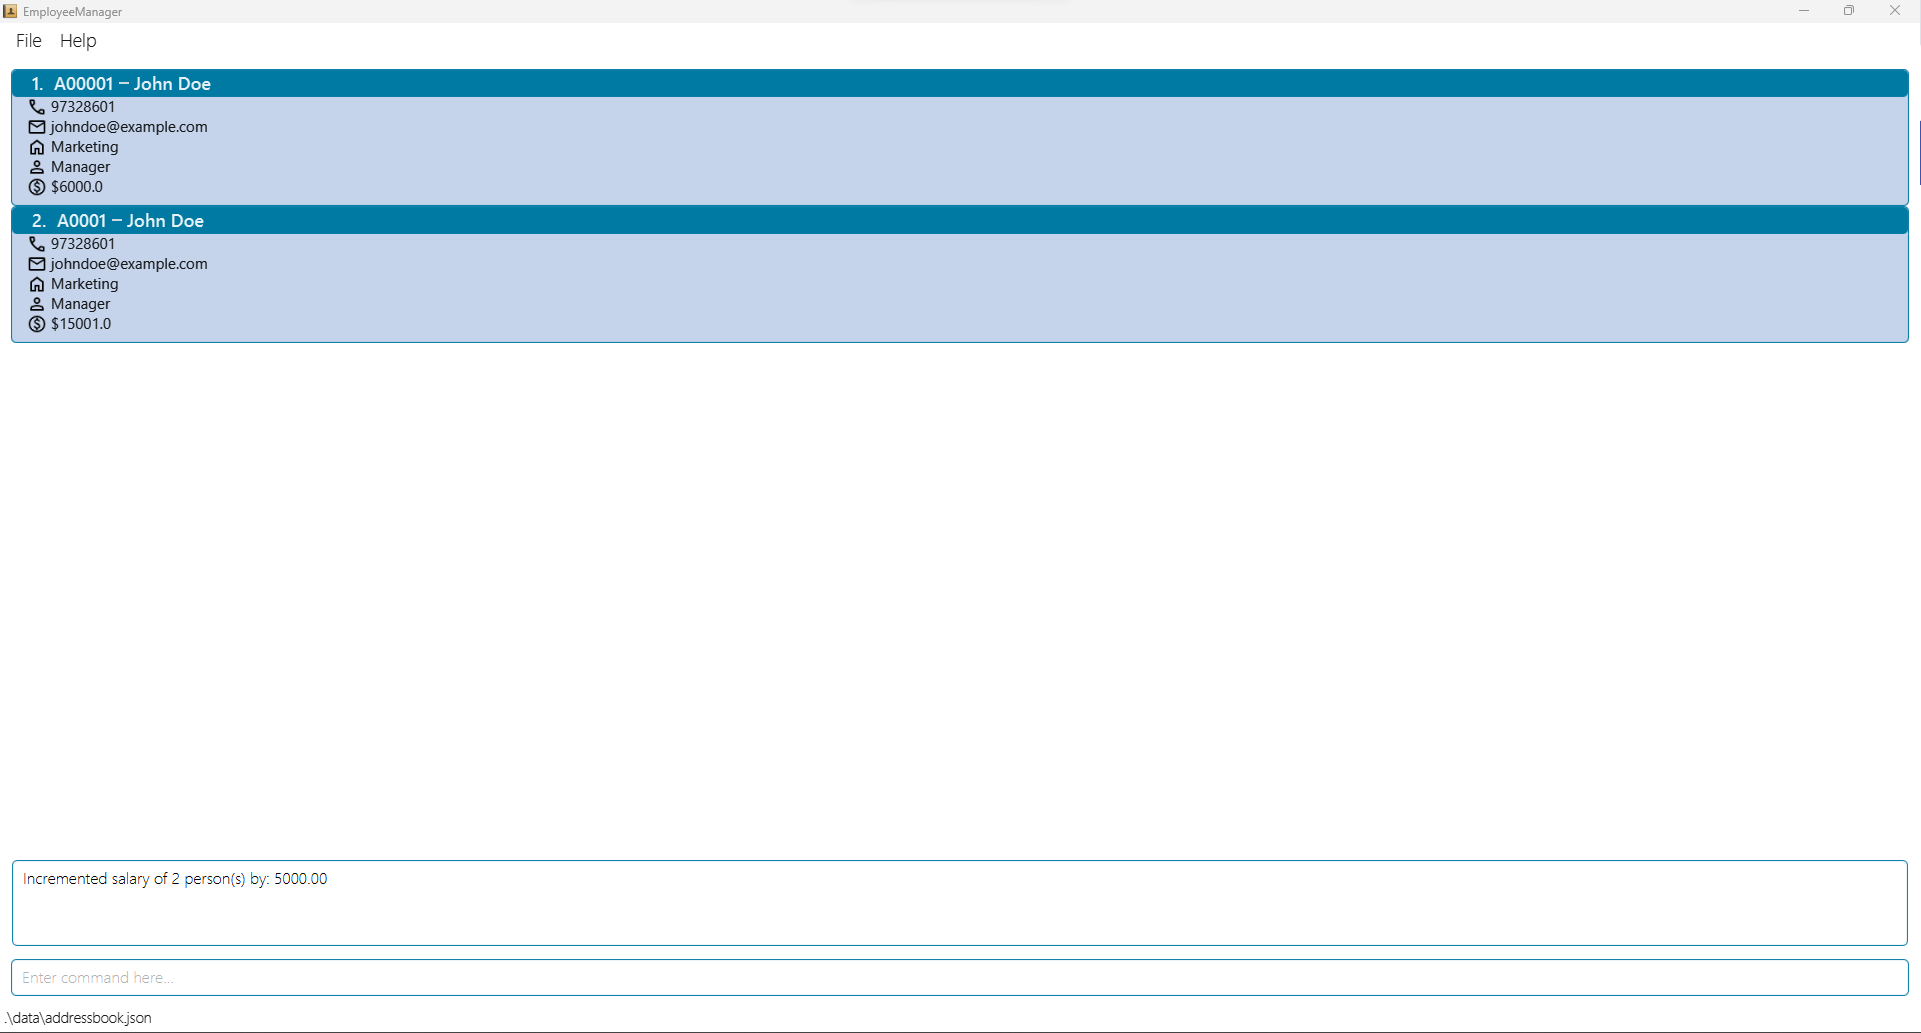 EmployeeManager
File Help
1. A00001 – John Doe
97328601
johndoe@example.com
Marketing
Manager
$6000.0
2. A0001 – John Doe
97328601
johndoe@example.com
Marketing
Manager
$15001.0
Incremented salary of 2 person(s) by: 5000.00
Enter command here...
.\data\addressbook.json